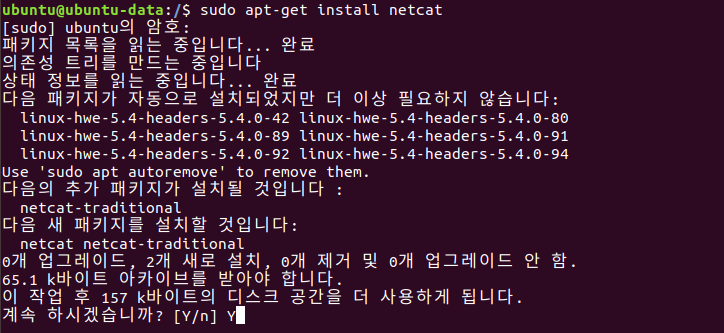 ubuntu@ubuntu-data:/$ sudo apt-get install netcat
[sudo] ubuntu의 암호:
패키지 목록을 읽는 중입니다... 완료
의존성 트리를 만드는 중입니다
상태 정보를 읽는 중입니다... 완료
다음 패키지가 자동으로 설치되었지만 더 이상 필요하지 않습니다:
linux-hwe-5.4-headers-5.4.0-42 linux-hwe-5.4-headers-5.4.0-80
linux-hwe-5.4-headers-5.4.0-89 linux-hwe-5.4-headers-5.4.0-91
linux-hwe-5.4-headers-5.4.0-92 linux-hwe-5.4-headers-5.4.0-94
Use 'sudo apt autoremove' to remove them.
다음의 추가 패키지가 설치될 것입니다 :
netcat-traditional
다음 새 패키지를 설치할 것입니다:
netcat netcat-traditional
0개 업그레이드, 2개 새로 설치, 0개 제거 및 0개 업그레이드 안 함.
65.1 k바이트 아카이브를 받아야 합니다.
이 작업 후 157 k바이트의 디스크 공간을 더 사용하게 됩니다.
계속 하시겠습니까? [Y/n] Y